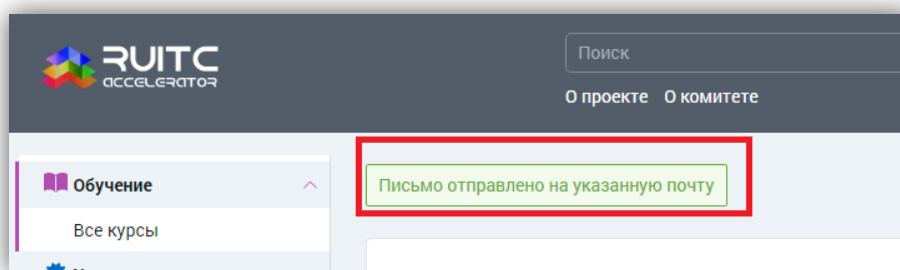 RUITC
accelerator
Поиск
О проекте О комитете
Обучение
Письмо отправлено на указанную почту
Все курсы